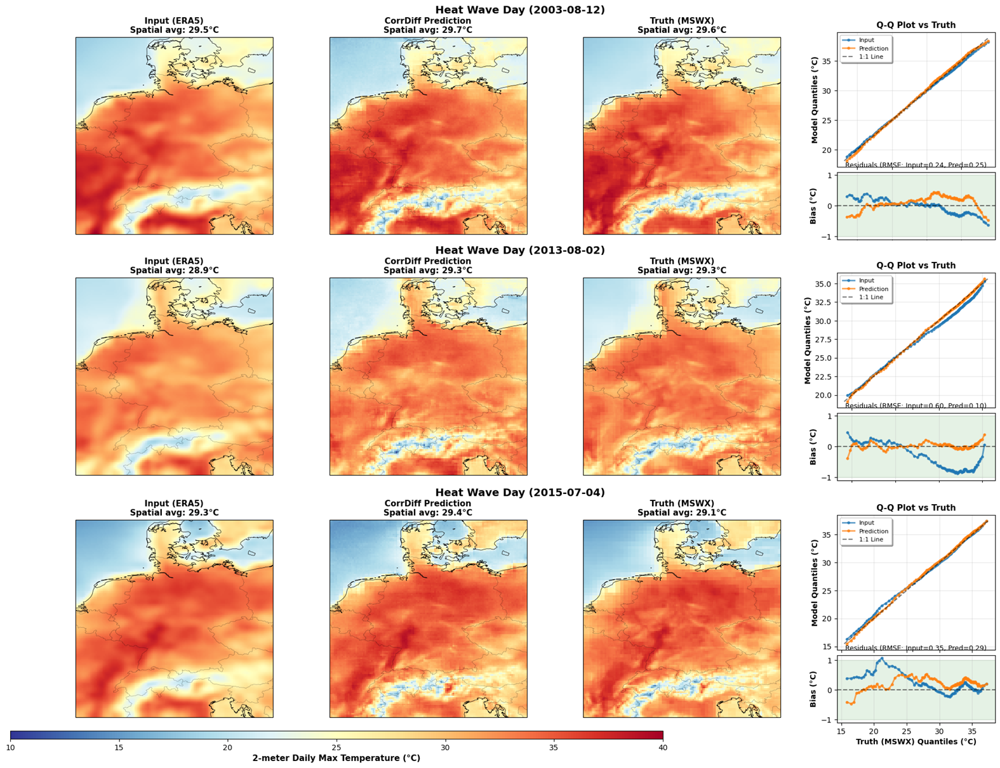 Heat Wave Day (2003-08-12)
Input (ERA5)
Spatial avg: 29.5°C
CorrDiff Prediction
Spatial avg: 29.7°C
Truth (MSWX)
Spatial avg: 29.6°C
Q-Q Plot vs Truth
Input
Prediction
1:1 Line
Model Quantiles (°C)
35
30
25
20
Residuals (RMSE: Input=0.24, Pred=0.25)
Bias (°C)
1
0
−1
Heat Wave Day (2013-08-02)
Input (ERA5)
Spatial avg: 28.9°C
CorrDiff Prediction
Spatial avg: 29.3°C
Truth (MSWX)
Spatial avg: 29.3°C
Q-Q Plot vs Truth
Input
Prediction
1:1 Line
Model Quantiles (°C)
35.0
32.5
30.0
27.5
25.0
22.5
20.0
Residuals (RMSE: Input=0.60, Pred=0.10)
Bias (°C)
1
0
−1
Heat Wave Day (2015-07-04)
Input (ERA5)
Spatial avg: 29.3°C
CorrDiff Prediction
Spatial avg: 29.4°C
Truth (MSWX)
Spatial avg: 29.1°C
Q-Q Plot vs Truth
Input
Prediction
1:1 Line
Model Quantiles (°C)
35
30
25
20
15
Residuals (RMSE: Input=0.35, Pred=0.29)
Bias (°C)
1
0
−1
15 20 25 30 35
Truth (MSWX) Quantiles (°C)
10 15 20 25 30 35 40
2-meter Daily Max Temperature (°C)